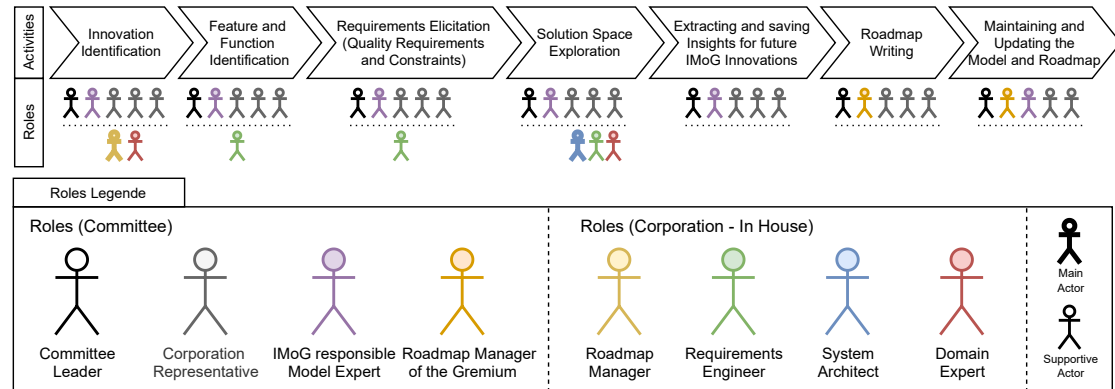 Activities
Innovation
Identification
Feature and
Function
Identification
Requirements Elicitation
(Quality Requirements
and Constraints)
Solution Space
Exploration
Extracting and saving
Insights for future
IMoG Innovations
Roadmap
Writing
Maintaining and
Updating the
Model and Roadmap
Roles
Roles Legende
Roles (Committee)
Roles (Corporation - In House)
Committee
Leader
Corporation
Representative
IMoG responsible
Model Expert
Roadmap Manager
of the Gremium
Roadmap
Manager
Requirements
Engineer
System
Architect
Domain
Expert
Main
Actor
Supportive
Actor